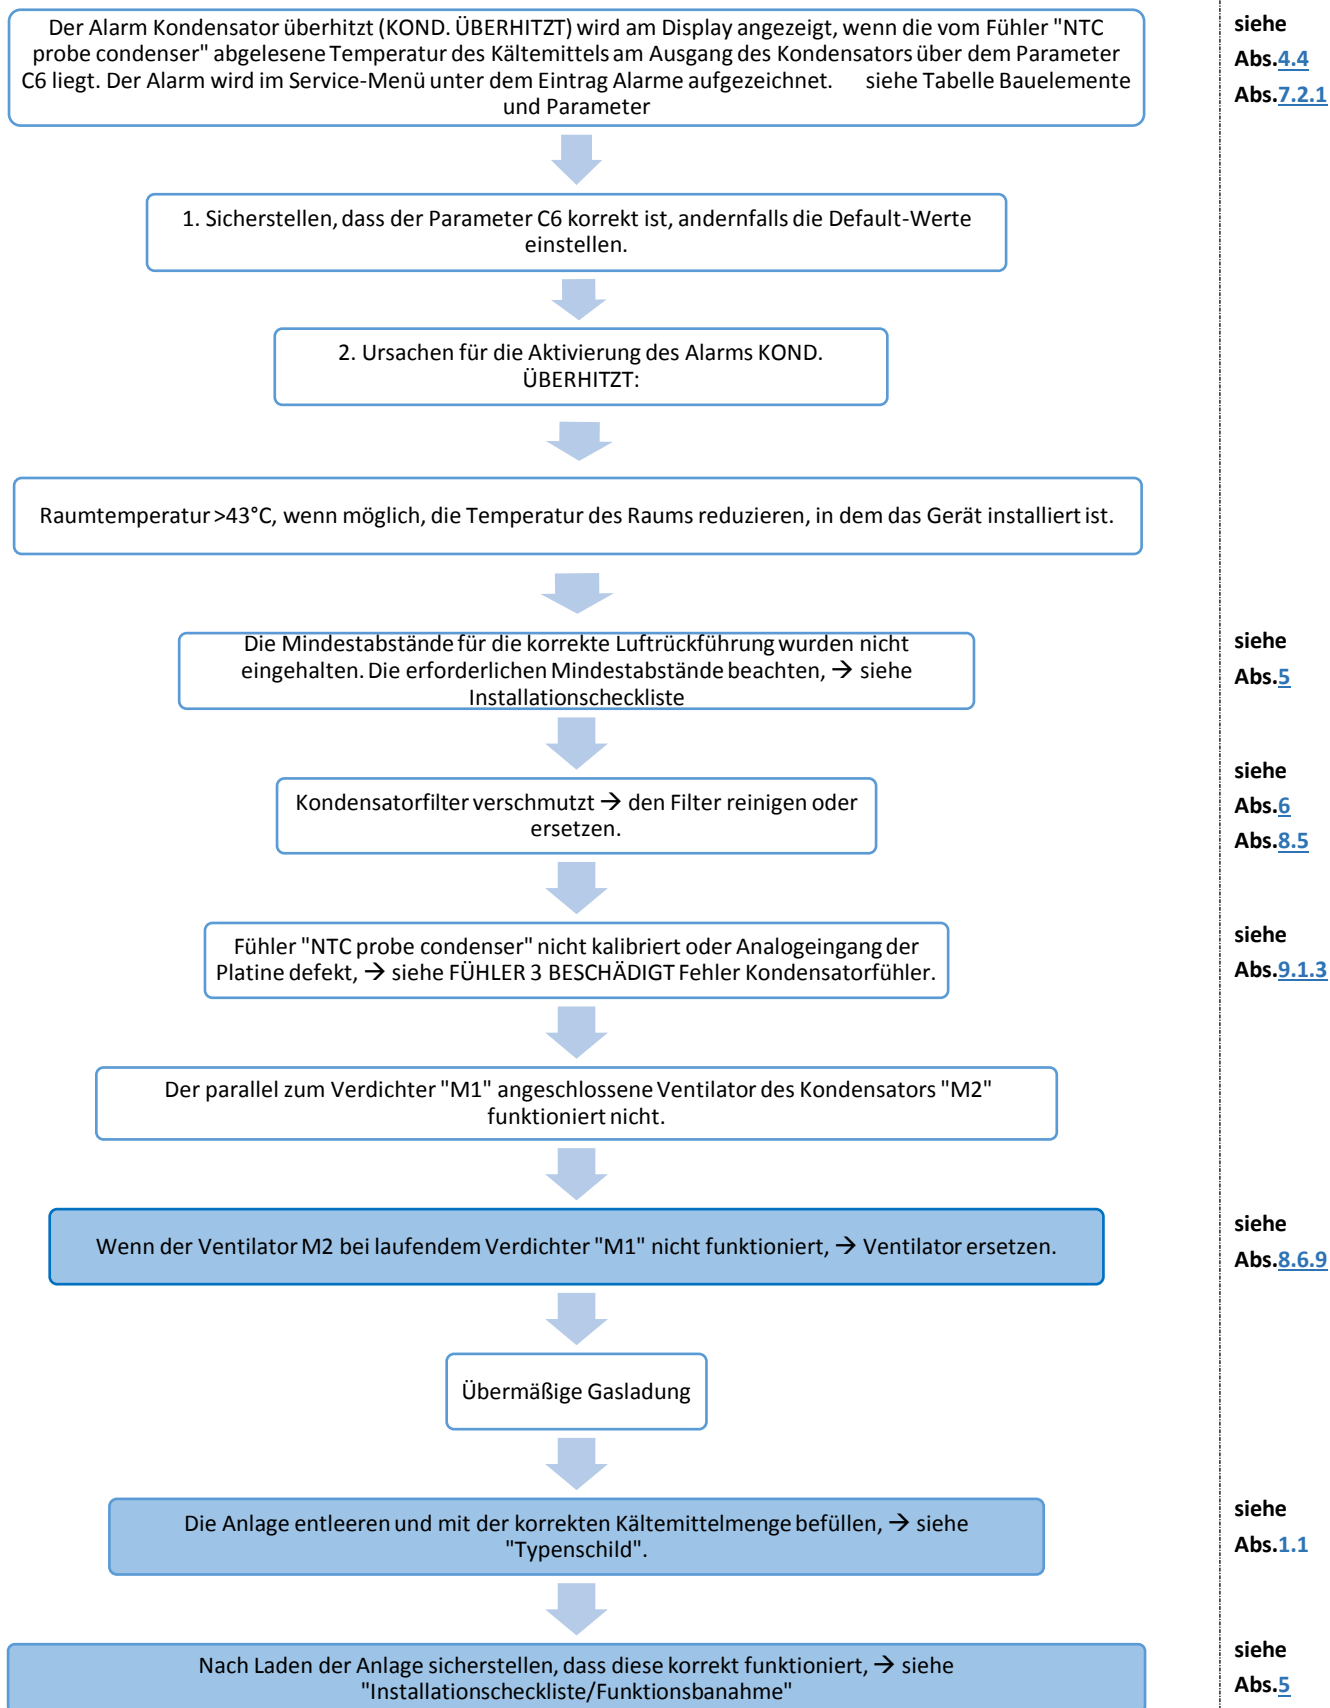 Der Alarm Kondensator überhitzt (KOND. ÜBERHITZT) wird am Display angezeigt, wenn die vom Fühler "NTC
probe condenser" abgelesene Temperatur des Kältemittels am Ausgang des Kondensators über dem Parameter
C6 liegt. Der Alarm wird im Service-Menü unter dem Eintrag Alarme aufgezeichnet. siehe Tabelle Bauelemente
und Parameter
siehe
Abs.4.4
Abs.7.2.1
1. Sicherstellen, dass der Parameter C6 korrekt ist, andernfalls die Default-Werte
einstellen.
2. Ursachen für die Aktivierung des Alarms KOND.
ÜBERHITZT:
Raumtemperatur >43°C, wenn möglich, die Temperatur des Raums reduzieren, in dem das Gerät installiert ist.
Die Mindestabstände für die korrekte Luftrückführung wurden nicht
eingehalten. Die erforderlichen Mindestabstände beachten, → siehe
Installationscheckliste
siehe
Abs.5
Kondensatorfilter verschmutzt → den Filter reinigen oder
ersetzen.
siehe
Abs.6
Abs.8.5
Fühler "NTC probe condenser" nicht kalibriert oder Analogeingang der
Platine defekt, → siehe FÜHLER 3 BESCHÄDIGT Fehler Kondensatorfühler.
siehe
Abs.9.1.3
Der parallel zum Verdichter "M1" angeschlossene Ventilator des Kondensators "M2"
funktioniert nicht.
Wenn der Ventilator M2 bei laufendem Verdichter "M1" nicht funktioniert, → Ventilator ersetzen.
siehe
Abs.8.6.9
Übermäßige Gasladung
Die Anlage entleeren und mit der korrekten Kältemittelmenge befüllen, → siehe
"Typenschild".
siehe
Abs.1.1
Nach Laden der Anlage sicherstellen, dass diese korrekt funktioniert, → siehe
"Installationscheckliste/Funktionsbanahme"
siehe
Abs.5